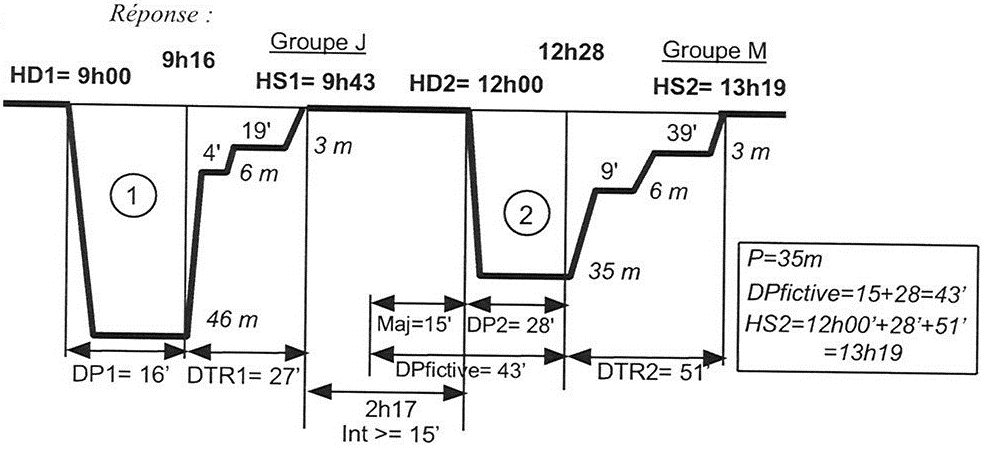 Réponse :
Groupe J
Groupe M
9h16
12h28
HD1= 9h00
HS1= 9h43
HD2= 12h00
HS2= 13h19
4'
19'
3 m
6 m
1
46 m
9'
39'
3 m
6 m
2
35 m
Maj=15'
DP2= 28'
DP1= 16'
DTR1= 27'
DPfictive= 43'
DTR2= 51'
2h17
Int >= 15'
P=35m
DPfictive=15+28=43'
HS2=12h00'+28'+51'
=13h19